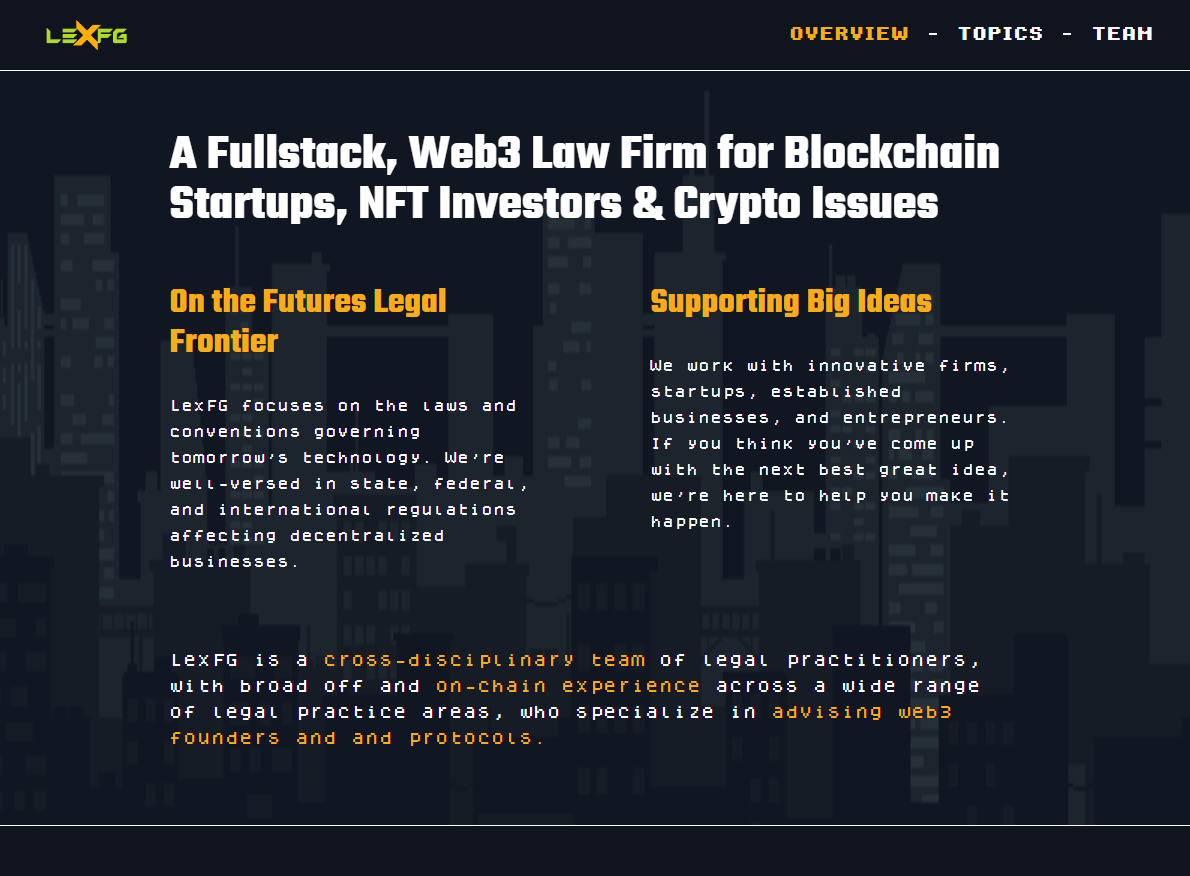 LEXFG
OVERVIEW - TOPICS - TEAM
A Fullstack, Web3 Law Firm for Blockchain
Startups, NFT Investors & Crypto Issues
On the Futures Legal
Frontier
LexFG focuses on the laws and
conventions governing
tomorrow's technology. We're
well-versed in state, federal,
and international regulations
affecting decentralized
businesses.
Supporting Big Ideas
We work with innovative firms,
startups, established
businesses, and entrepreneurs.
If you think you've come up
with the next best great idea,
we're here to help you make it
happen.
LexFG is a cross-disciplinary team of legal practitioners,
with broad off and on-chain experience across a wide range
of legal practice areas, who specialize in advising web3
founders and and protocols.